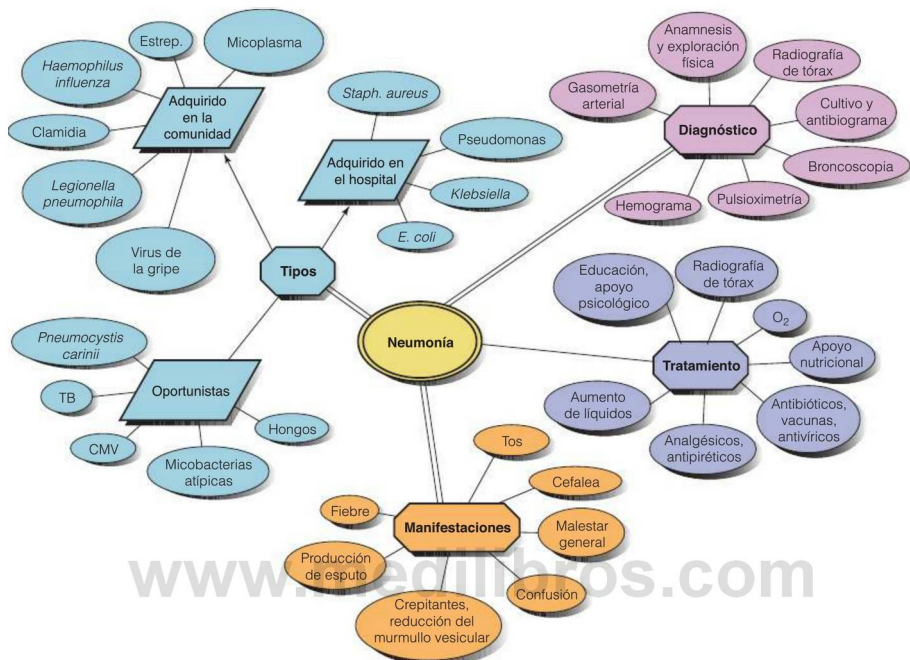 Estrep.
Micoplasma
Haemophilus
influenza
Adquirido
en la
comunidad
Clamidia
Legionella
pneumophila
Virus de
la gripe
Staph. aureus
Pseudomonas
Adquirido en
el hospital
Klebsiella
E. coli
Tipos
Anamnesis
y exploración
física
Radiografía
de tórax
Gasometría
arterial
Cultivo y
antibiograma
Diagnóstico
Broncoscopia
Hemograma
Pulsioximetría
Neumonía
Educación,
apoyo
psicológico
Radiografía
de tórax
O2
Apoyo
nutricional
Tratamiento
Aumento
de líquidos
Antibióticos,
vacunas,
antivíricos
Analgésicos,
antipiréticos
Pneumocystis
carinii
TB
Oportunistas
Hongos
CMV
Micobacterias
atípicas
Tos
Cefalea
Fiebre
Manifestaciones
Malestar
general
Producción
de esputo
Confusión
Crepitantes,
reducción del
murmullo vesicular
www.medilibros.com